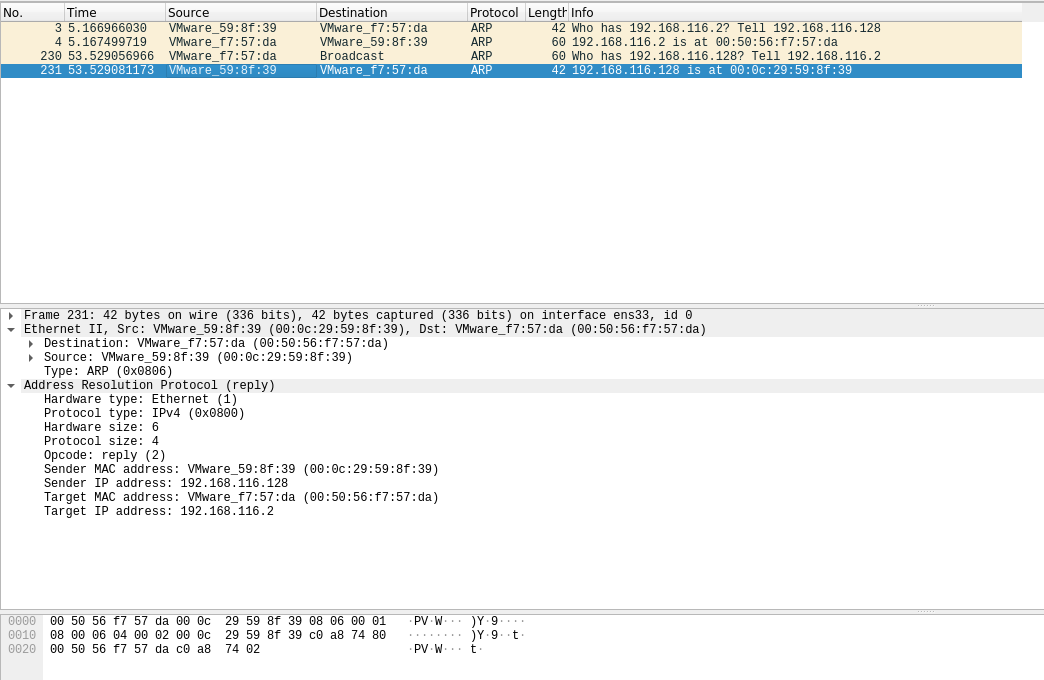 No. Time Source Destination Protocol Length Info
3 5.166966030 VMware_59:8f:39 VMware_f7:57:da ARP 42 Who has 192.168.116.2? Tell 192.168.116.128
4 5.167499719 VMware_f7:57:da VMware_59:8f:39 ARP 60 192.168.116.2 is at 00:50:56:f7:57:da
230 53.529056966 VMware_f7:57:da Broadcast ARP 60 Who has 192.168.116.128? Tell 192.168.116.2
231 53.529081173 VMware_59:8f:39 VMware_f7:57:da ARP 42 192.168.116.128 is at 00:0c:29:59:8f:39
Frame 231: 42 bytes on wire (336 bits), 42 bytes captured (336 bits) on interface ens33, id 0
Ethernet II, Src: VMware_59:8f:39 (00:0c:29:59:8f:39), Dst: VMware_f7:57:da (00:50:56:f7:57:da)
Destination: VMware_f7:57:da (00:50:56:f7:57:da)
Source: VMware_59:8f:39 (00:0c:29:59:8f:39)
Type: ARP (0x0806)
Address Resolution Protocol (reply)
Hardware type: Ethernet (1)
Protocol type: IPv4 (0x0800)
Hardware size: 6
Protocol size: 4
Opcode: reply (2)
Sender MAC address: VMware_59:8f:39 (00:0c:29:59:8f:39)
Sender IP address: 192.168.116.128
Target MAC address: VMware_f7:57:da (00:50:56:f7:57:da)
Target IP address: 192.168.116.2
0000 00 50 56 f7 57 da 00 0c 29 59 8f 39 08 06 00 01 ·PV·W··· )Y·9····
0010 08 00 06 04 00 02 00 0c 29 59 8f 39 c0 a8 74 80 ········ )Y·9··t·
0020 00 50 56 f7 57 da c0 a8 74 02 ·PV·W··· t·